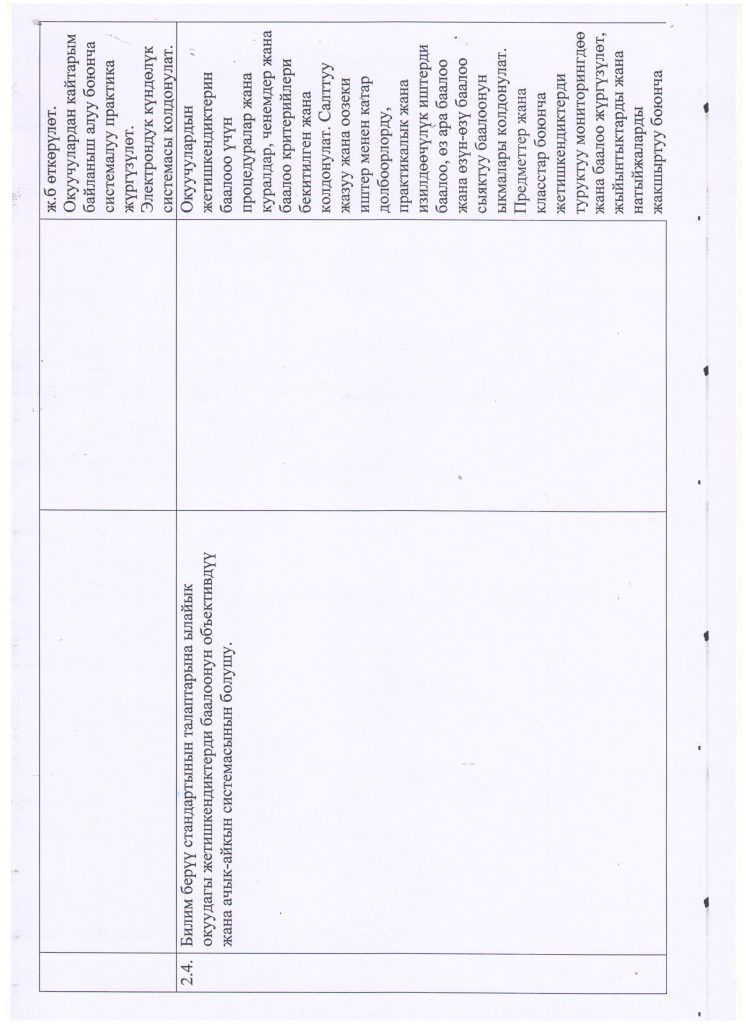 ж.б өткөрүлөт.
Окуучулардан кайтарым
байланыш алуу боюнча
системалуу практика
жүргүзүлөт.
Электрондук күндөлүк
системасы колдонулат.
2.4.
Билим берүү стандартынын талаптарына ылайык
окуудагы жетишкендиктерди баалоонун объективдүү
жана ачык-айкын системасынын болушу.
Окуучулардын
жетишкендиктерин
баалооо үчүн
процедуралар жана
куралдар, ченемдер жана
баалоо критерийлери
бекитилген жана
колдонулат. Салттуу
жазуу жана оозеки
иштер менен катар
долбоорлорду,
практикалык жана
изилдөөчүлүк иштерди
баалоо, өз ара баалоо
жана өзүн-өзү баалоо
сыяктуу баалоонун
ыкмалары колдонулат.
Предметтер жана
класстар боюнча
жетишкендиктерди
туруктуу мониторингдөө
жана баалоо жүргүзүлөт,
жыйынтыктарды жана
натыйжаларды
жакшыртуу боюнча